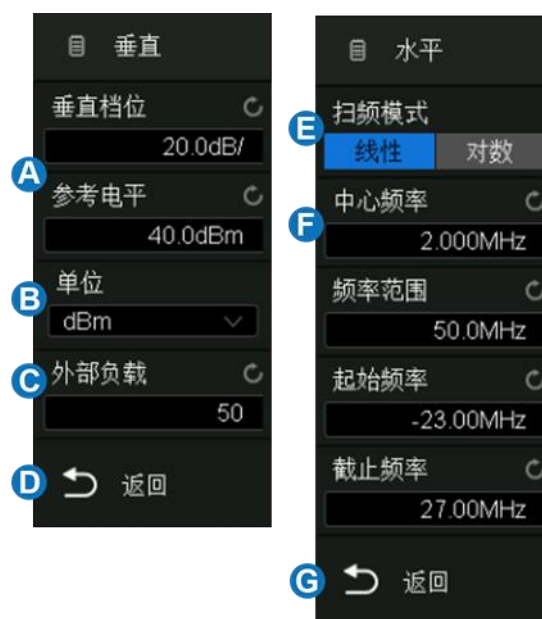 垂直
垂直档位
20.0dB/
A
参考电平
40.0dBm
B
单位
dBm
C
外部负载
50
D
返回
水平
E
扫频模式
线性 对数
F
中心频率
2.000MHz
频率范围
50.0MHz
起始频率
-23.00MHz
截止频率
27.00MHz
G
返回